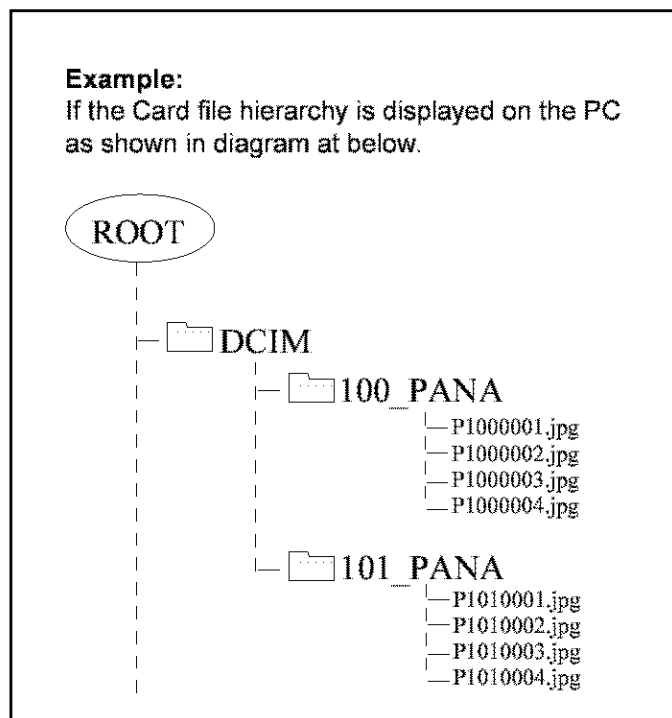 Example:
If the Card file hierarchy is displayed on the PC
as shown in diagram at below.
ROOT
DCIM
100_PANA
P1000001.jpg
P1000002.jpg
P1000003.jpg
P1000004.jpg
101_PANA
P1010001.jpg
P1010002.jpg
P1010003.jpg
P1010004.jpg